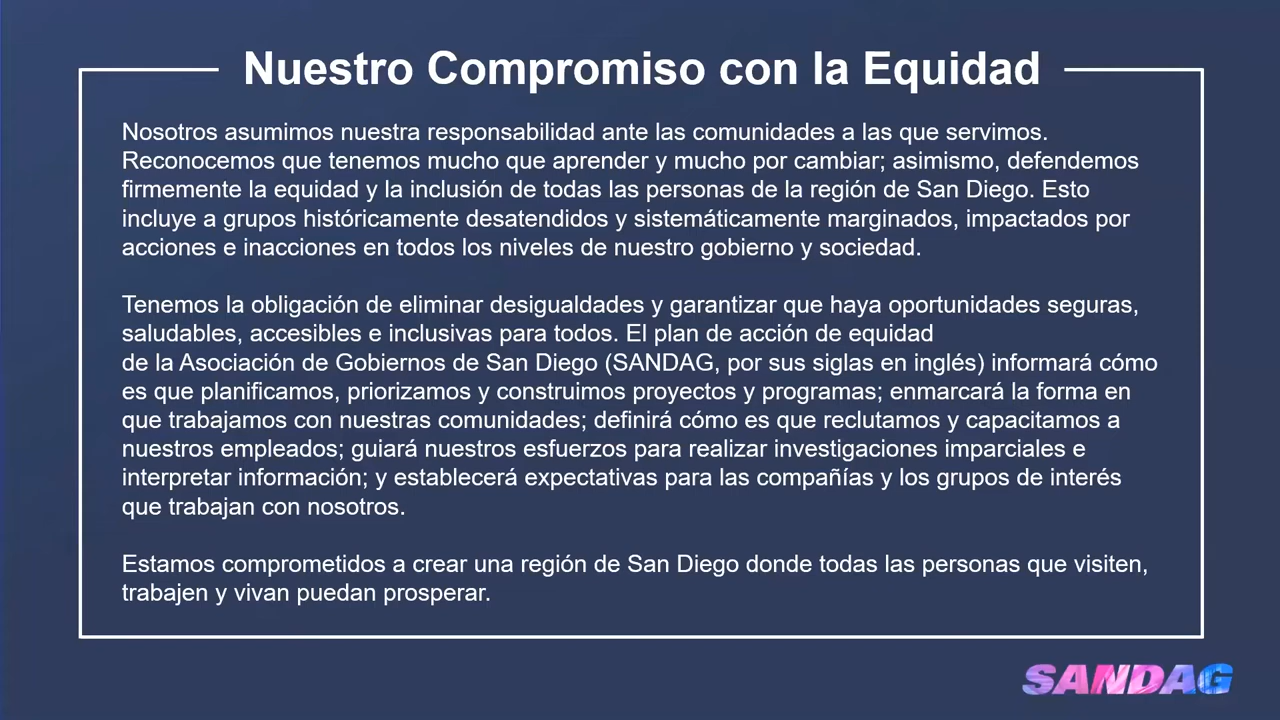 Nuestro Compromiso con la Equidad
Nosotros asumimos nuestra responsabilidad ante las comunidades a las que servimos.
Reconocemos que tenemos mucho que aprender y mucho por cambiar; asimismo, defendemos
firmemente la equidad y la inclusión de todas las personas de la región de San Diego. Esto
incluye a grupos históricamente desatendidos y sistemáticamente marginados, impactados por
acciones e inacciones en todos los niveles de nuestro gobierno y sociedad.
Tenemos la obligación de eliminar desigualdades y garantizar que haya oportunidades seguras,
saludables, accesibles e inclusivas para todos. El plan de acción de equidad
de la Asociación de Gobiernos de San Diego (SANDAG, por sus siglas en inglés) informará cómo
es que planificamos, priorizamos y construimos proyectos y programas; enmarcará la forma en
que trabajamos con nuestras comunidades; definirá cómo es que reclutamos y capacitamos a
nuestros empleados; guiará nuestros esfuerzos para realizar investigaciones imparciales e
interpretar información; y establecerá expectativas para las compañías y los grupos de interés
que trabajan con nosotros.
Estamos comprometidos a crear una región de San Diego donde todas las personas que visiten,
trabajen y vivan puedan prosperar.
SANDAG